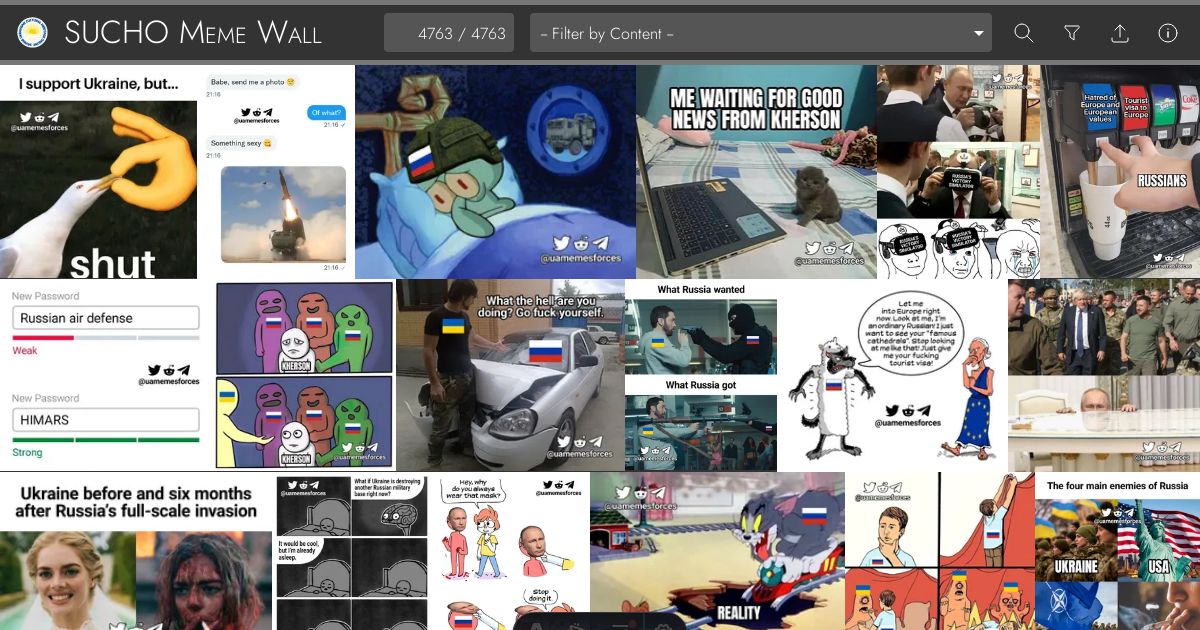 SUCHO Meme Wall
4763 / 4763
– Filter by Content –
I support Ukraine, but...
@uamemesforces
shut
Babe, send me a photo
21:16
Of what?
21:16
@uamemesforces
Something sexy
21:16
21:16
@uamemesforces
ME WAITING FOR GOOD
NEWS FROM KHERSON
@uamemesforces
@uamemesforces
RUSSIA'S
VICTORY
SIMULATOR
RUSSIA'S
VICTORY
SIMULATOR
RUSSIA'S
VICTORY
SIMULATOR
Hatred of
Europe and
European
values
Tourist
visa to
Europe
Coke
RUSSIANS
44oz
@uamemesforces
New Password
Russian air defense
Weak
@uamemesforces
New Password
HIMARS
Strong
KHERSON
KHERSON
@uamemesforces
What the hell are you
doing? Go fuck yourself.
@uamemesforces
What Russia wanted
What Russia got
@uamemesforces
Let me
into Europe right
now. Look at me, I'm
an ordinary Russian! I just
want to see your "famous
cathedrals". Stop looking
at me like that! Just give
me your fucking
tourist visa!
@uamemesforces
@uamemesforces
Ukraine before and six months
after Russia's full-scale invasion
@uamemesforces
What if Ukraine is destroying
another Russian military
base right now?
It would be cool,
but I'm already
asleep.
Hey, why
do you always
wear that mask?
@uamemesforces
Stop
doing it.
@uamemesforces
REALITY
@uamemesforces
The four main enemies of Russia
@uamemesforces
UKRAINE
USA